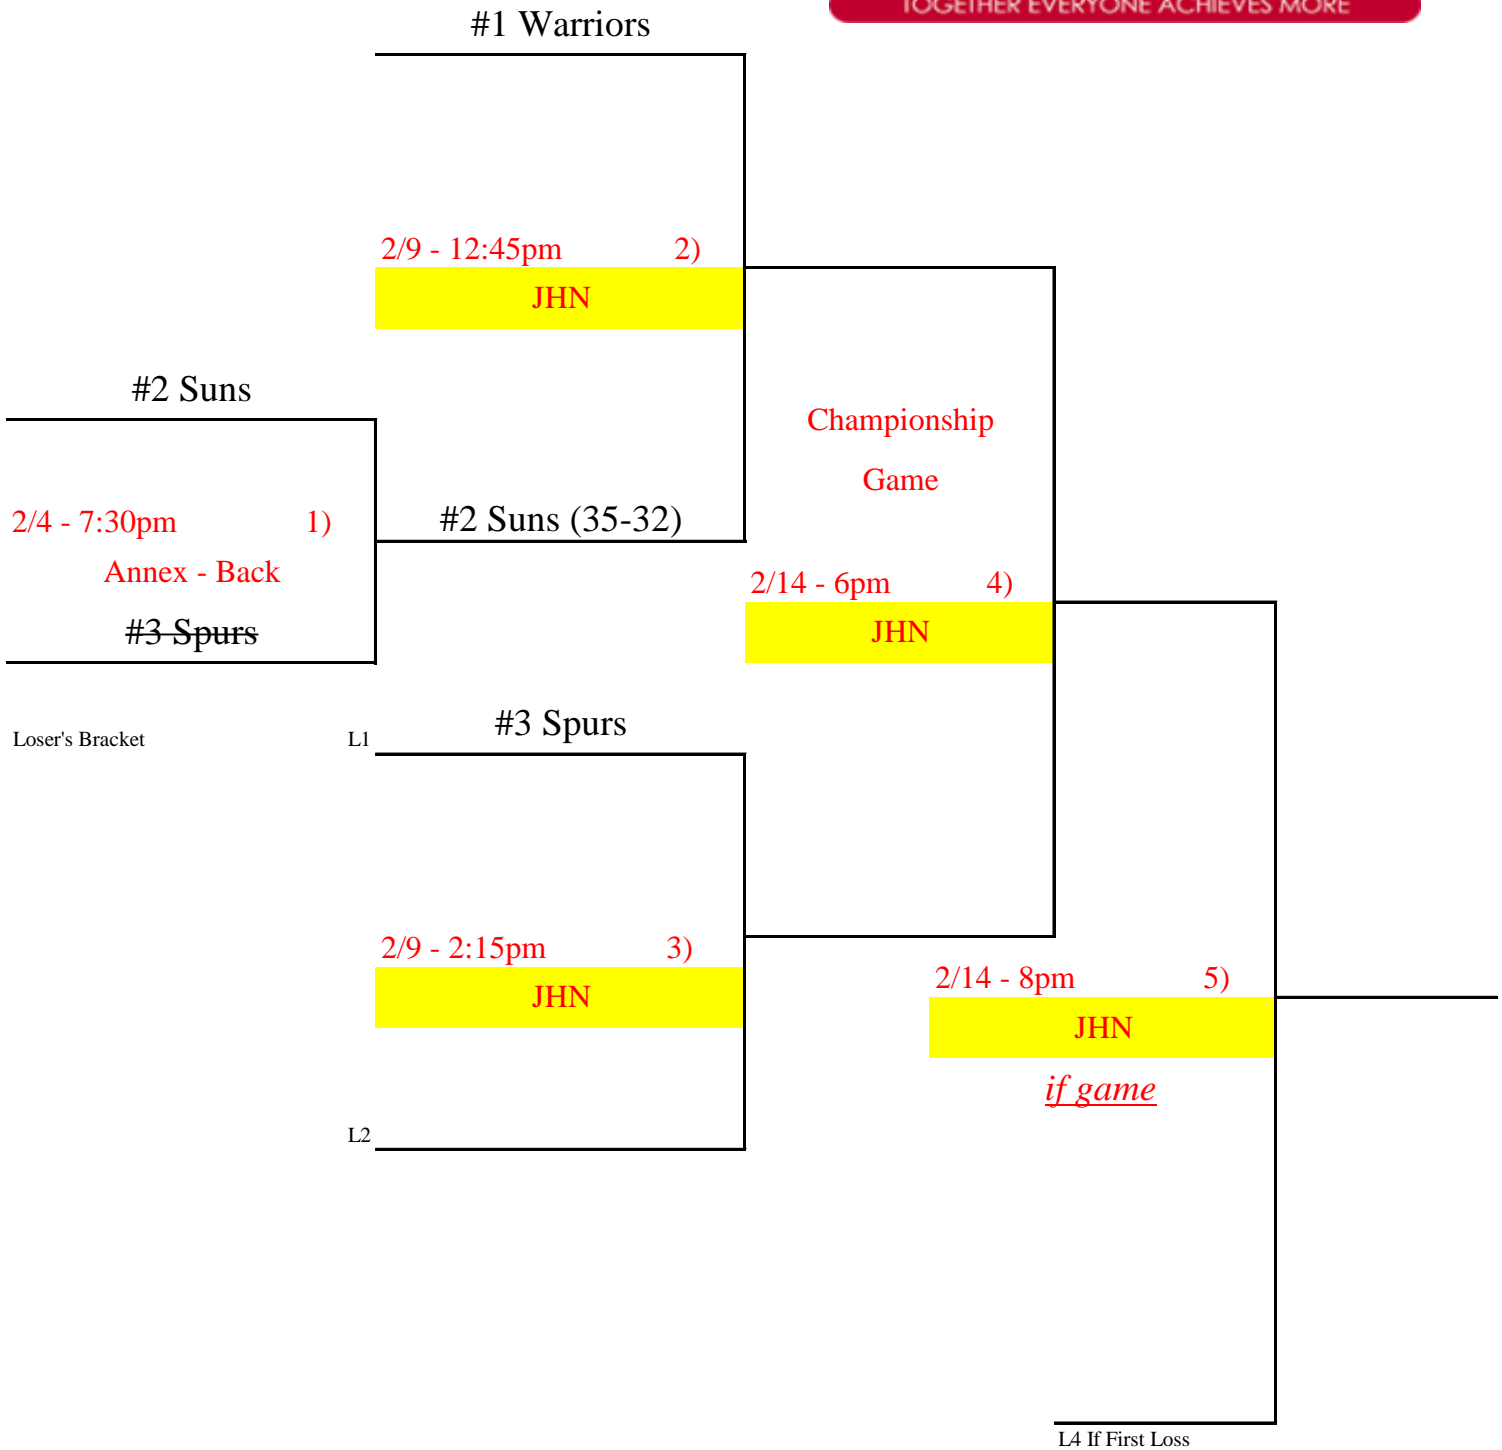 TOGETHER EVERYONE ACHIEVES MORE
#1 Warriors
2/9 - 12:45pm 2)
JHN
#2 Suns
Championship
Game
2/4 - 7:30pm 1)
#2 Suns (35-32)
Annex - Back
2/14 - 6pm 4)
JHN
#3 Spurs
#3 Spurs
Loser's Bracket L1
2/9 - 2:15pm 3)
JHN
2/14 - 8pm 5)
JHN
if game
L2
L4 If First Loss